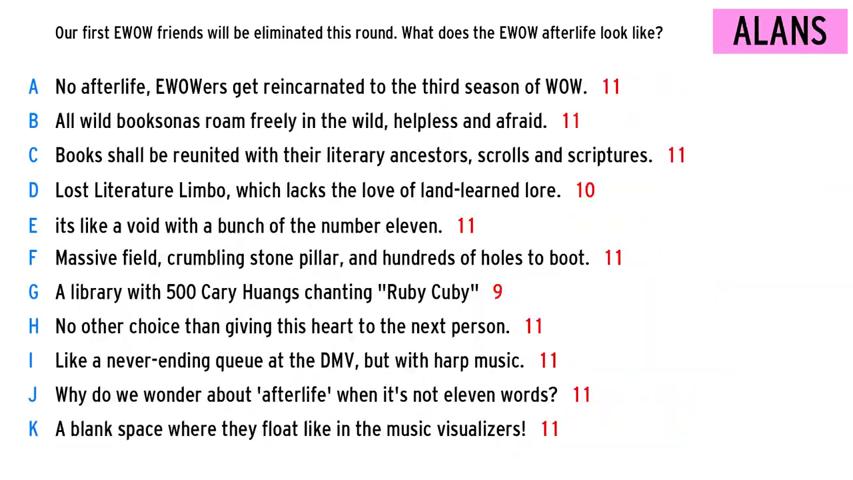 Our first EWOW friends will be eliminated this round. What does the EWOW afterlife look like?
ALANS
A No afterlife, EWOWers get reincarnated to the third season of WOW. 11
B All wild booksonas roam freely in the wild, helpless and afraid. 11
C Books shall be reunited with their literary ancestors, scrolls and scriptures. 11
D Lost Literature Limbo, which lacks the love of land-learned lore. 10
E its like a void with a bunch of the number eleven. 11
F Massive field, crumbling stone pillar, and hundreds of holes to boot. 11
G A library with 500 Cary Huangs chanting "Ruby Cuby" 9
H No other choice than giving this heart to the next person. 11
I Like a never-ending queue at the DMV, but with harp music. 11
J Why do we wonder about 'afterlife' when it's not eleven words? 11
K A blank space where they float like in the music visualizers! 11